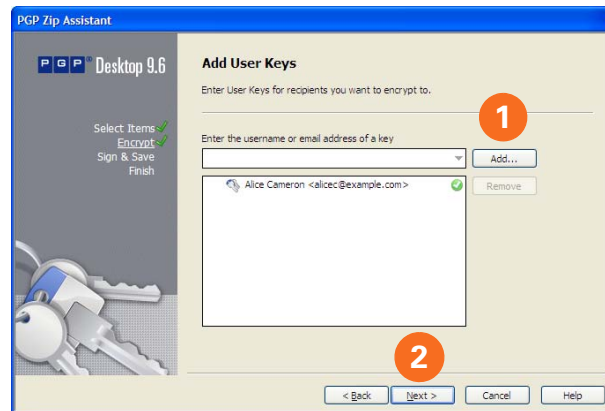 PGP Zip Assistant
PGP® Desktop 9.6
Select Items
Encrypt
Sign & Save
Finish
Add User Keys
Enter User Keys for recipients you want to encrypt to.
1
Enter the username or email address of a key
Add...
Alice Cameron <alicec@example.com>
Remove
2
< Back
Next >
Cancel
Help